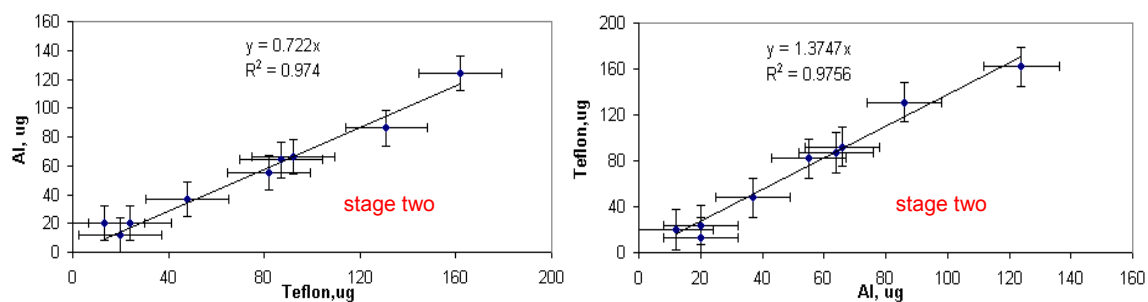 160
140
120
100
80
60
40
20
0
Al, ug
y = 0.722x
R² = 0.974
stage two
0 40 80 120 160 200
Teflon,ug
200
160
120
80
40
0
Teflon,ug
y = 1.3747x
R² = 0.9756
stage two
0 20 40 60 80 100 120 140 160
Al, ug